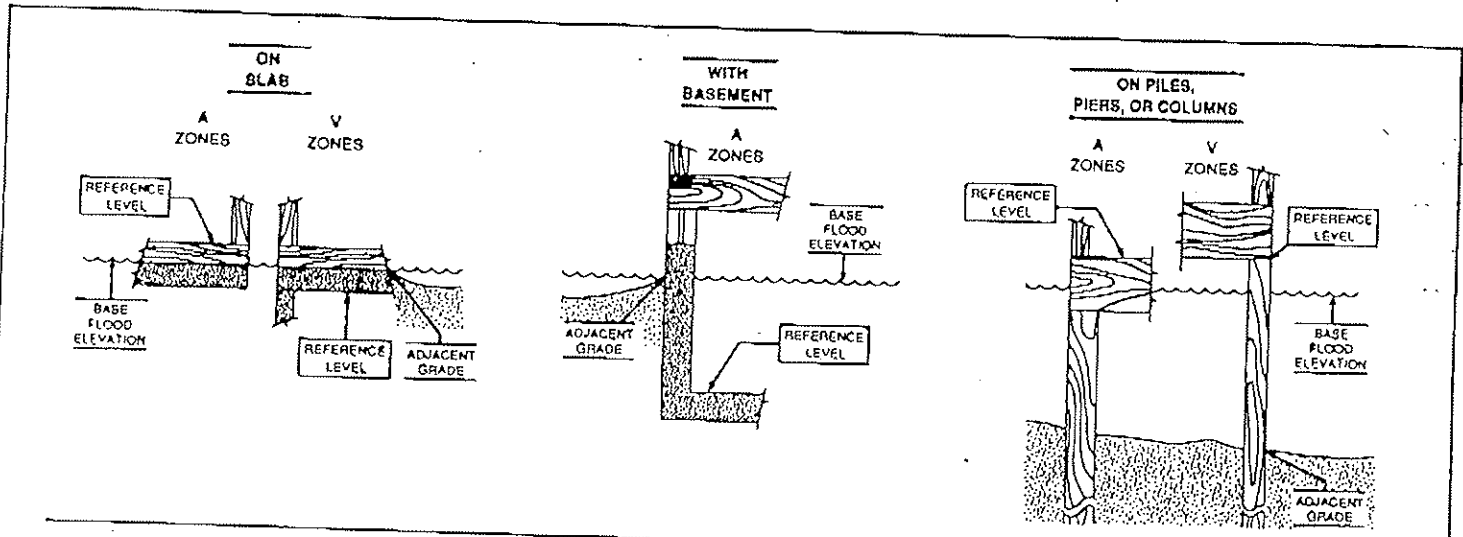 ON
SLAB
A
ZONES
V
ZONES
REFERENCE
LEVEL
BASE
FLOOD
ELEVATION
REFERENCE
LEVEL
ADJACENT
GRADE
WITH
BASEMENT
A
ZONES
BASE
FLOOD
ELEVATION
ADJACENT
GRADE
REFERENCE
LEVEL
ON PILES,
PIERS, OR COLUMNS
A
ZONES
V
ZONES
REFERENCE
LEVEL
REFERENCE
LEVEL
BASE
FLOOD
ELEVATION
ADJACENT
GRADE